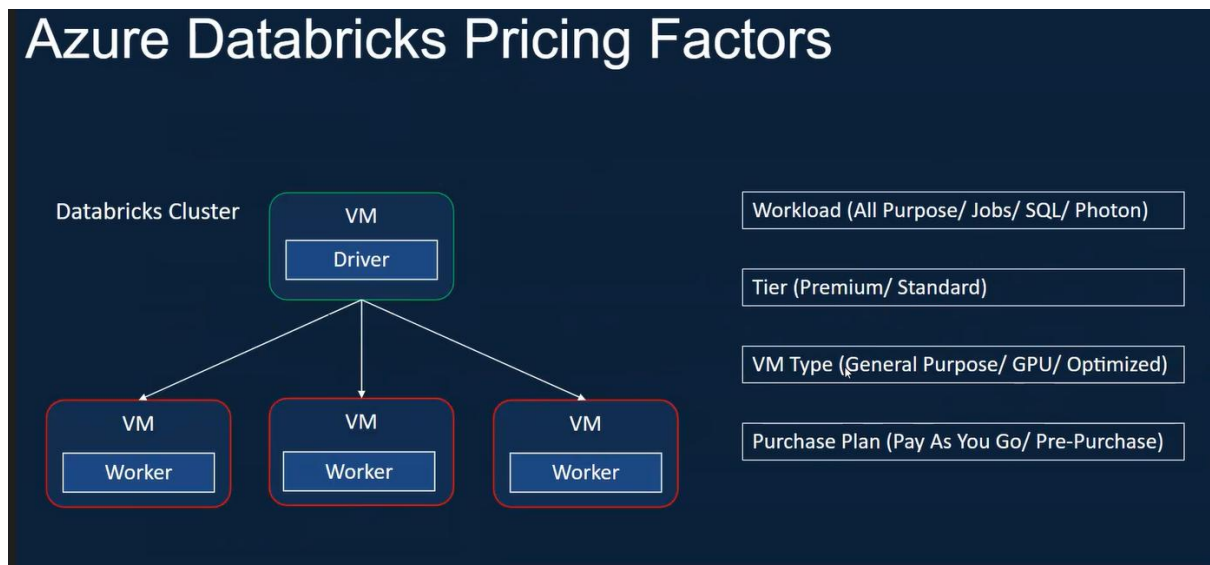 Azure Databricks Pricing Factors
Databricks Cluster
VM
Driver
VM
Worker
VM
Worker
VM
Worker
Workload (All Purpose/ Jobs/ SQL/ Photon)
Tier (Premium/ Standard)
VM Type (General Purpose/ GPU/ Optimized)
Purchase Plan (Pay As You Go/ Pre-Purchase)